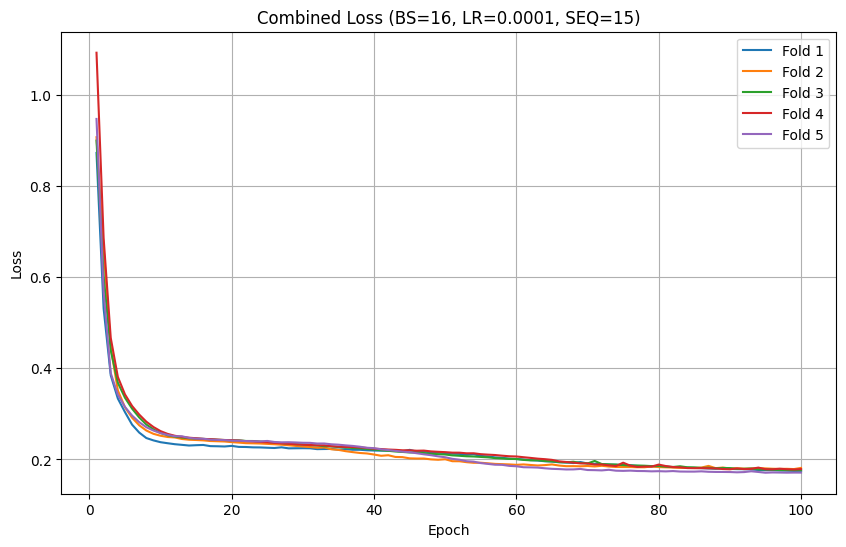 Combined Loss (BS=16, LR=0.0001, SEQ=15)
Fold 1
Fold 2
Fold 3
Fold 4
Fold 5
Loss
1.0
0.8
0.6
0.4
0.2
0 20 40 60 80 100
Epoch